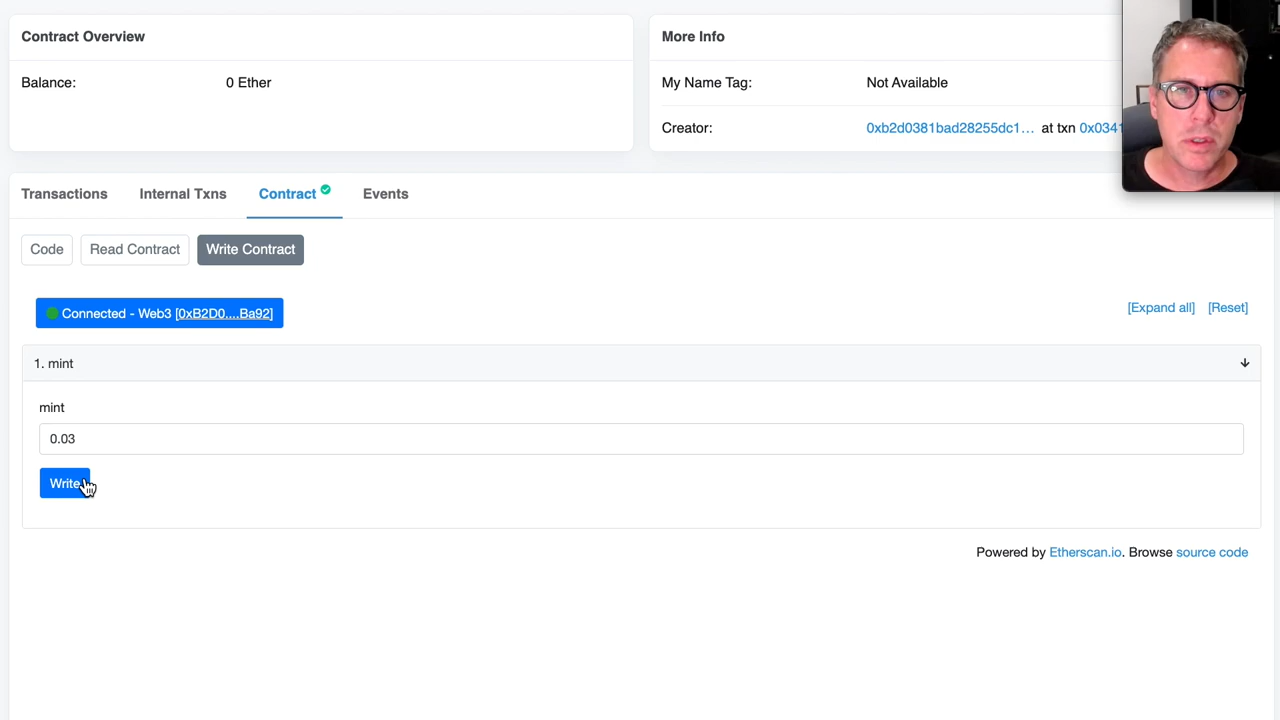 Contract Overview
Balance: 0 Ether
More Info
My Name Tag: Not Available
Creator: 0xb2d0381bad28255dc1… at txn 0x0341
Transactions Internal Txns Contract Events
Code Read Contract Write Contract
Connected - Web3 [0xB2D0....Ba92]
[Expand all] [Reset]
1. mint
mint
0.03
Write
Powered by Etherscan.io. Browse source code